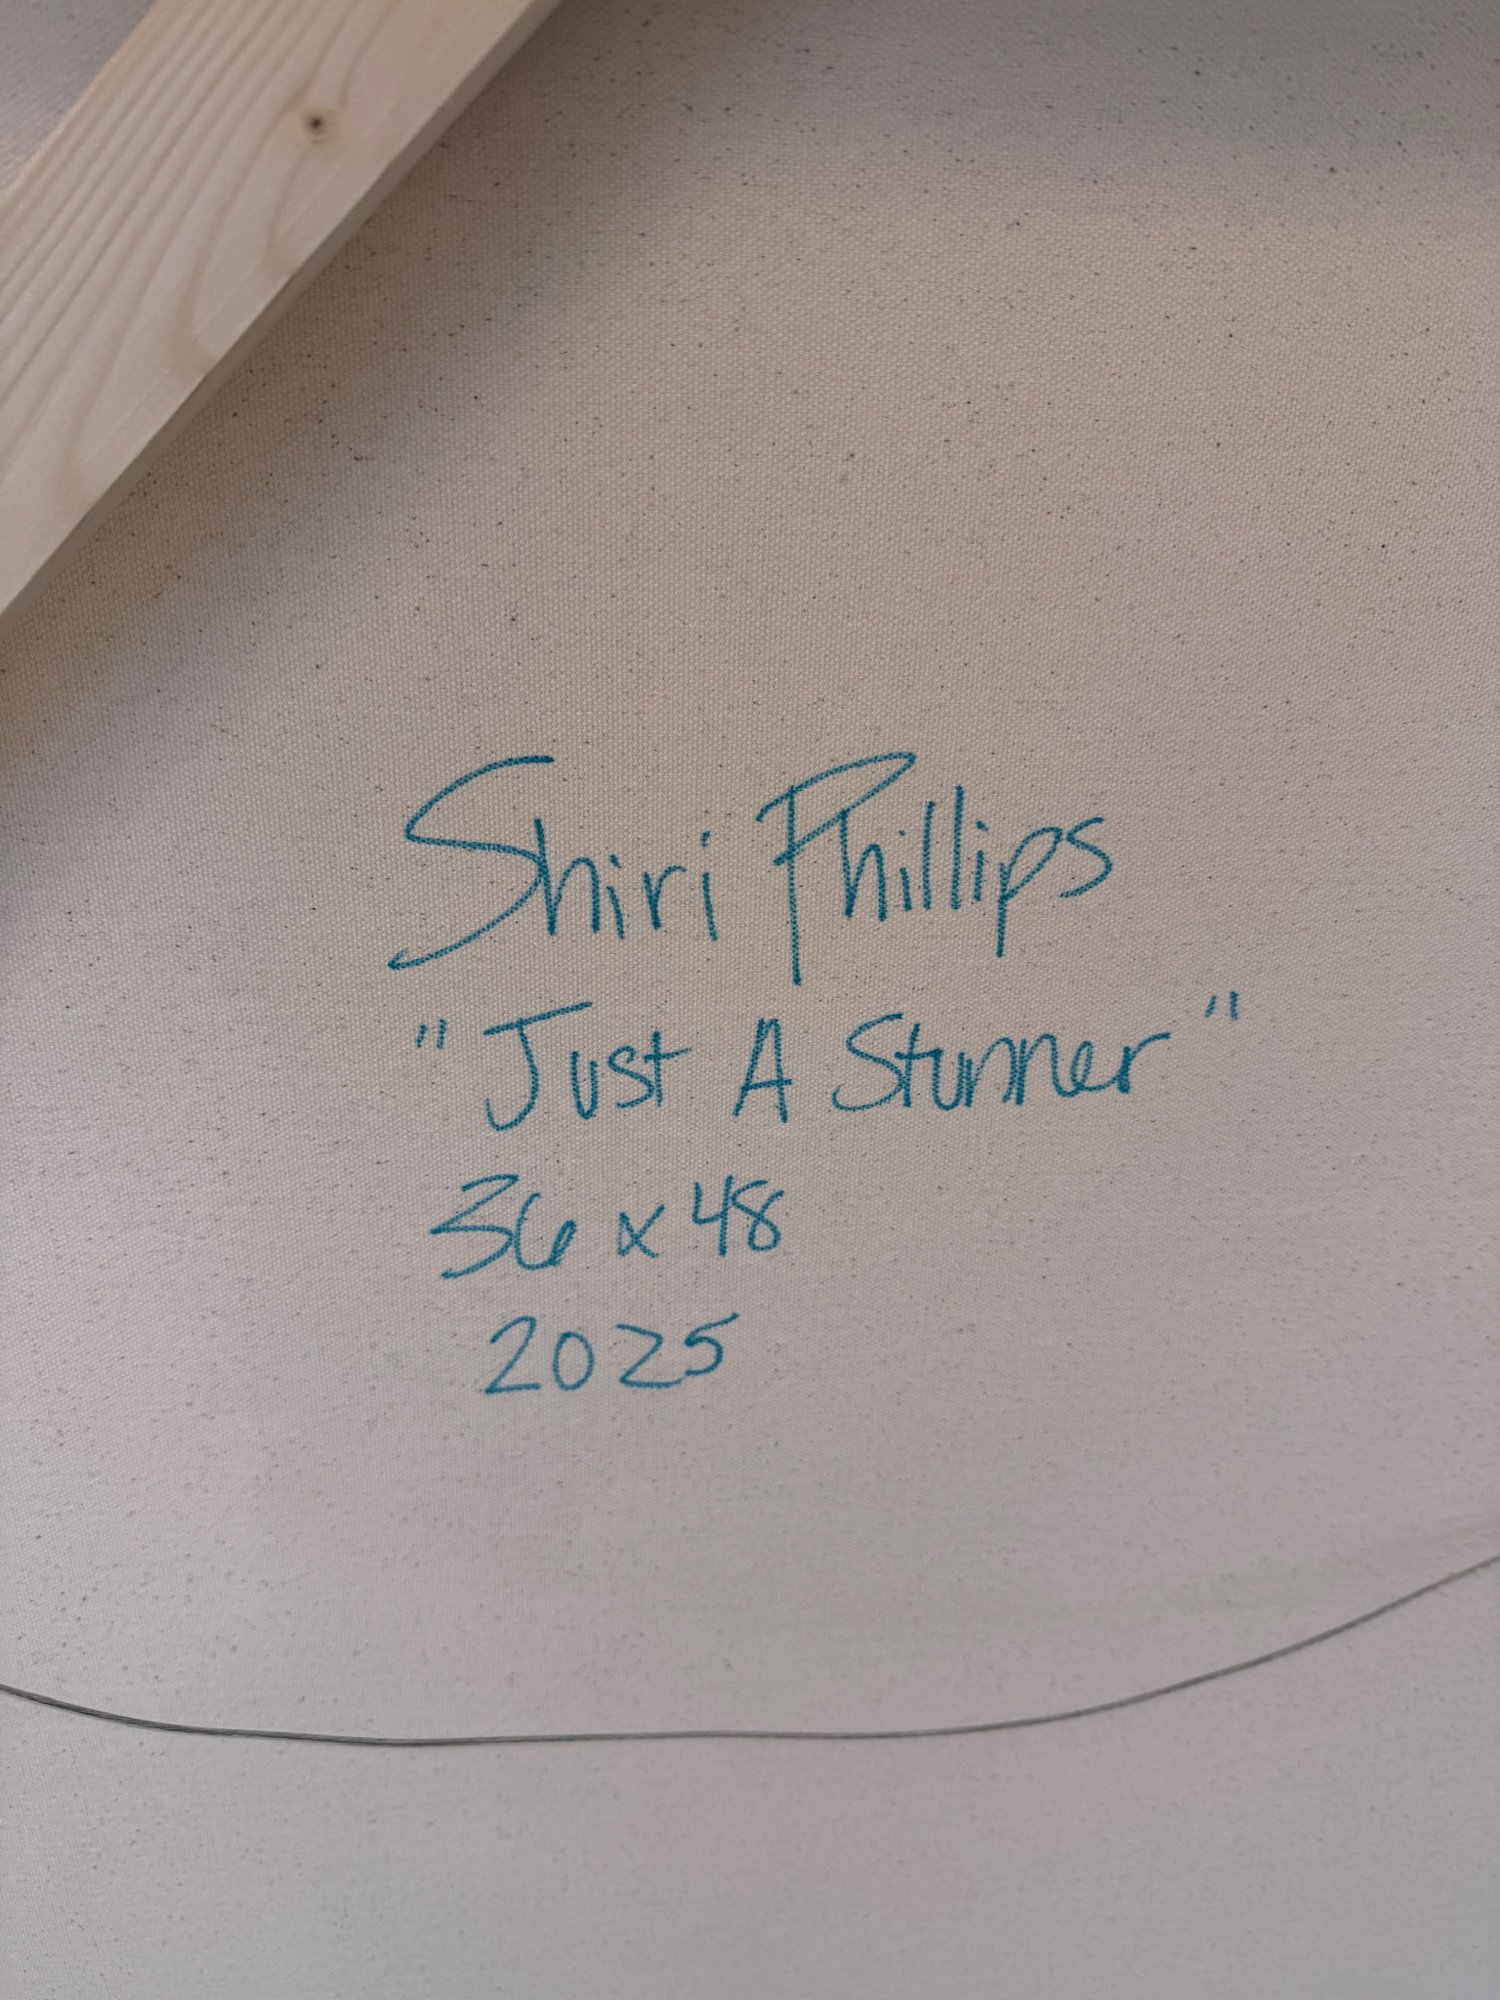 Shiri Phillips
"Just A Stunner"
36 x 48
2025